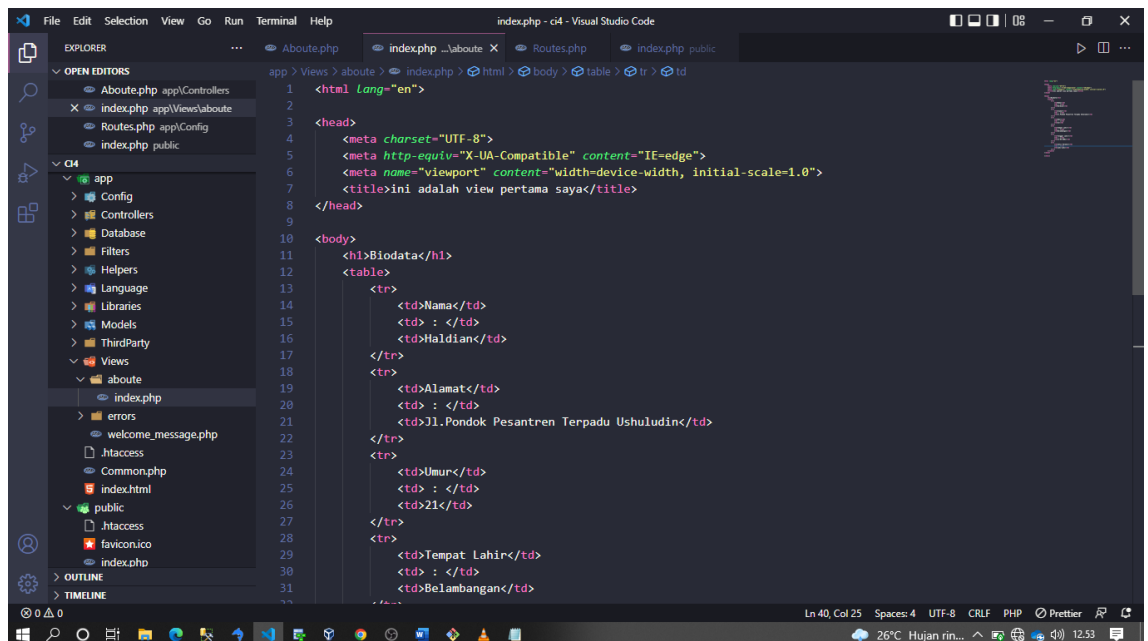 File Edit Selection View Go Run Terminal Help index.php - ci4 - Visual Studio Code
EXPLORER
Aboute.php index.php ...\aboute Routes.php index.php public
OPEN EDITORS
Aboute.php app\Controllers
index.php app\Views\aboute
Routes.php app\Config
index.php public
CI4
app
Config
Controllers
Database
Filters
Helpers
Language
Libraries
Models
ThirdParty
Views
aboute
index.php
errors
welcome_message.php
.htaccess
Common.php
index.html
public
.htaccess
favicon.ico
index.php
OUTLINE
TIMELINE
app > Views > aboute > index.php > html > body > table > tr > td
1 <html lang="en">
2
3 <head>
4 <meta charset="UTF-8">
5 <meta http-equiv="X-UA-Compatible" content="IE=edge">
6 <meta name="viewport" content="width=device-width, initial-scale=1.0">
7 <title>ini adalah view pertama saya</title>
8 </head>
9
10 <body>
11 <h1>Biodata</h1>
12 <table>
13 <tr>
14 <td>Nama</td>
15 <td> : </td>
16 <td>Haldian</td>
17 </tr>
18 <tr>
19 <td>Alamat</td>
20 <td> : </td>
21 <td>Jl.Pondok Pesantren Terpadu Ushuludin</td>
22 </tr>
23 <tr>
24 <td>Umur</td>
25 <td> : </td>
26 <td>21</td>
27 </tr>
28 <tr>
29 <td>Tempat Lahir</td>
30 <td> : </td>
31 <td>Belambangan</td>
0 0 Ln 40, Col 25 Spaces: 4 UTF-8 CRLF PHP Prettier
26°C Hujan rin... 12.53